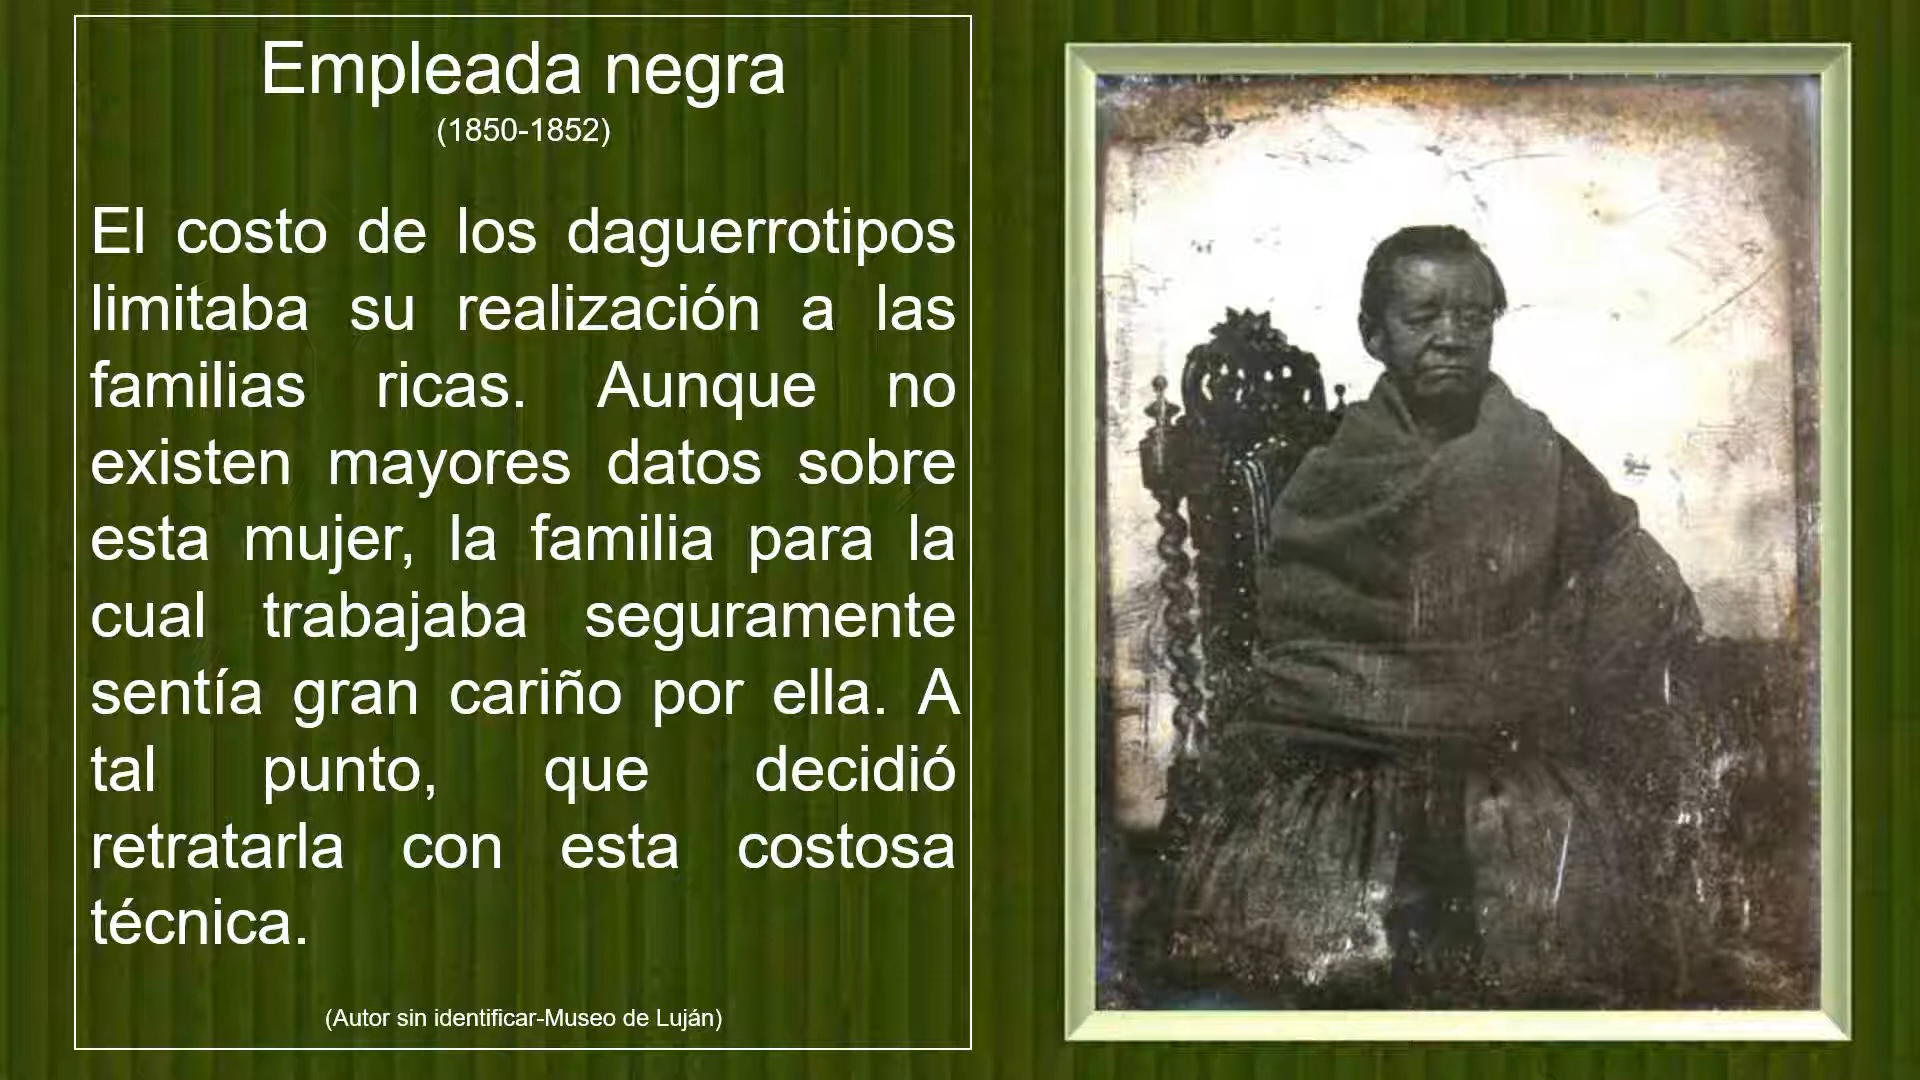 Empleada negra
(1850-1852)
El costo de los daguerrotipos
limitaba su realización a las
familias ricas. Aunque no
existen mayores datos sobre
esta mujer, la familia para la
cual trabajaba seguramente
sentía gran cariño por ella. A
tal punto, que decidió
retratarla con esta costosa
técnica.
(Autor sin identificar-Museo de Luján)